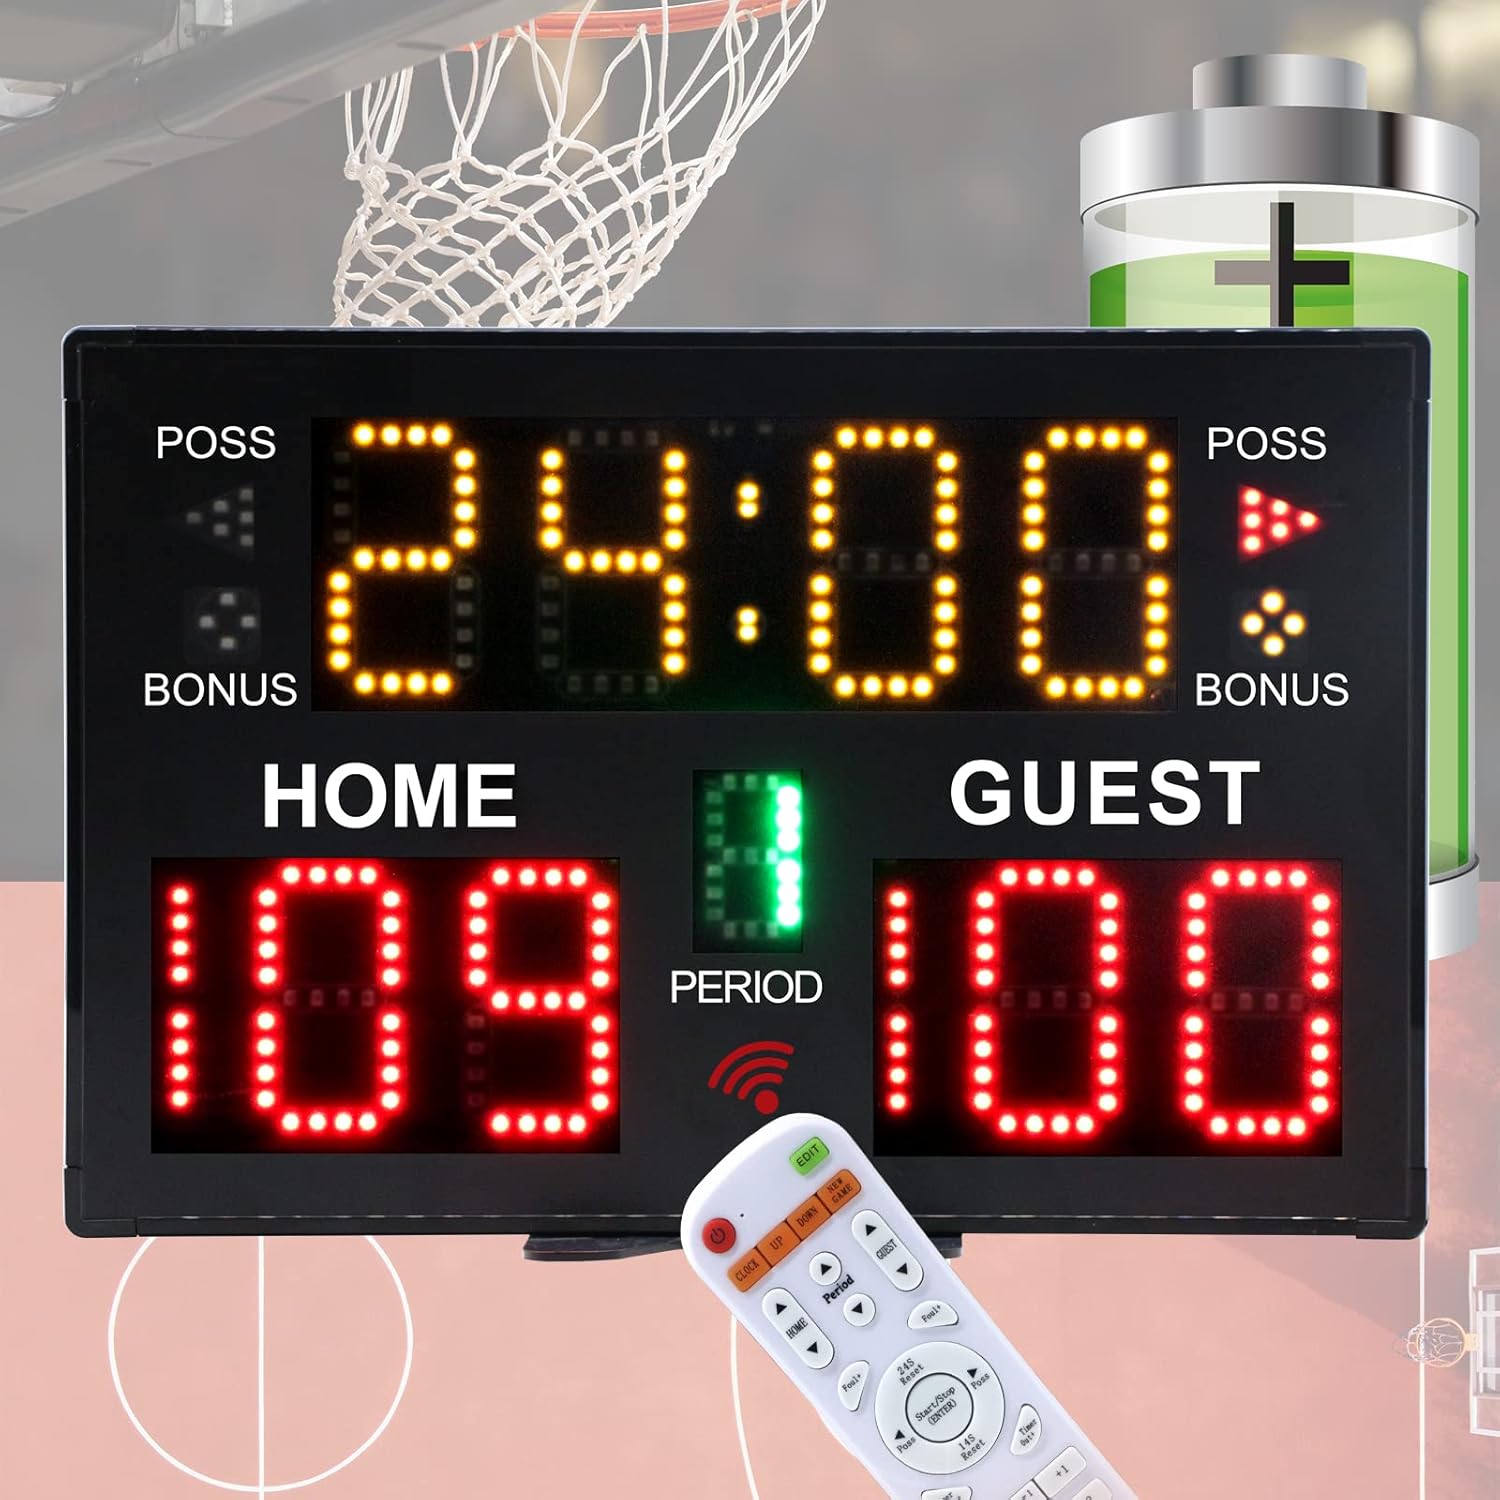 POSS
24:00
POSS
BONUS
BONUS
HOME
1
GUEST
109
PERIOD
100
EDIT
CLOCK
UP
DOWN
NEW
GAME
HOME
Period
GUEST
Foul+
Foul+
24S
Reset
Poss
Start/Stop
(ENTER)
Poss
14S
Reset
Timer
Out+
+1